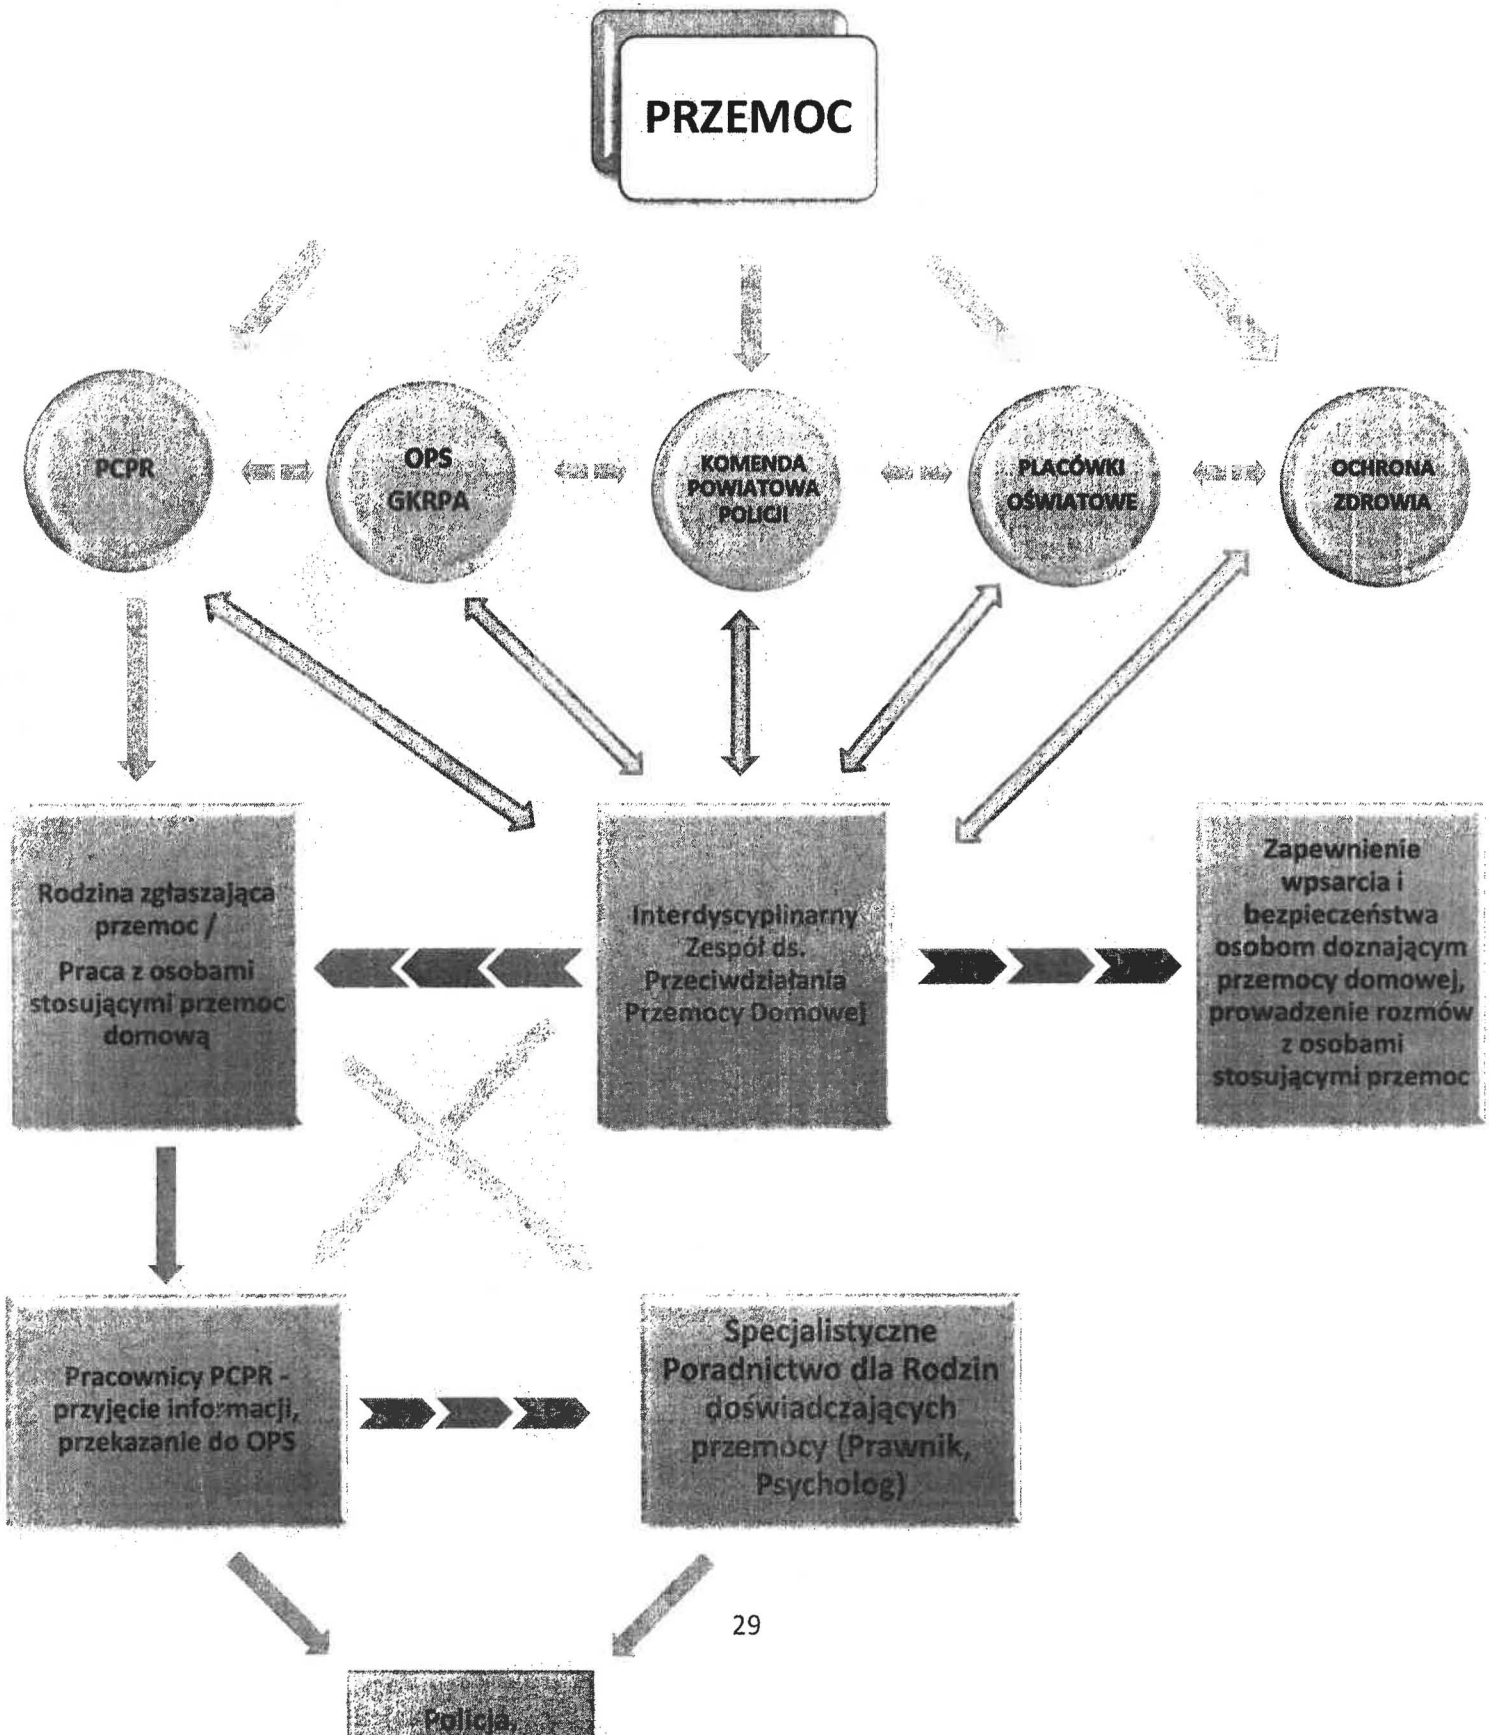 PRZEMOC
PCPR
OPS
GKRPA
KOMENDA
POWIATOWA
POLICJI
PLACÓWKI
OŚWIATOWE
OCHRONA
ZDROWIA
Rodzina zgłaszająca
przemoc /
Praca z osobami
stosującymi przemoc
domową
Interdyscyplinarny
Zespół ds.
Przeciwdziałania
Przemocy Domowej
Zapewnienie
wpsarcia i
bezpieczeństwa
osobom doznającym
przemocy domowej,
prowadzenie rozmów
z osobami
stosującymi przemoc
Pracownicy PCPR -
przyjęcie informacji,
przekazanie do OPS
Specjalistyczne
Poradnictwo dla Rodzin
doświadczających
przemocy (Prawnik,
Psycholog)
29
Policja,